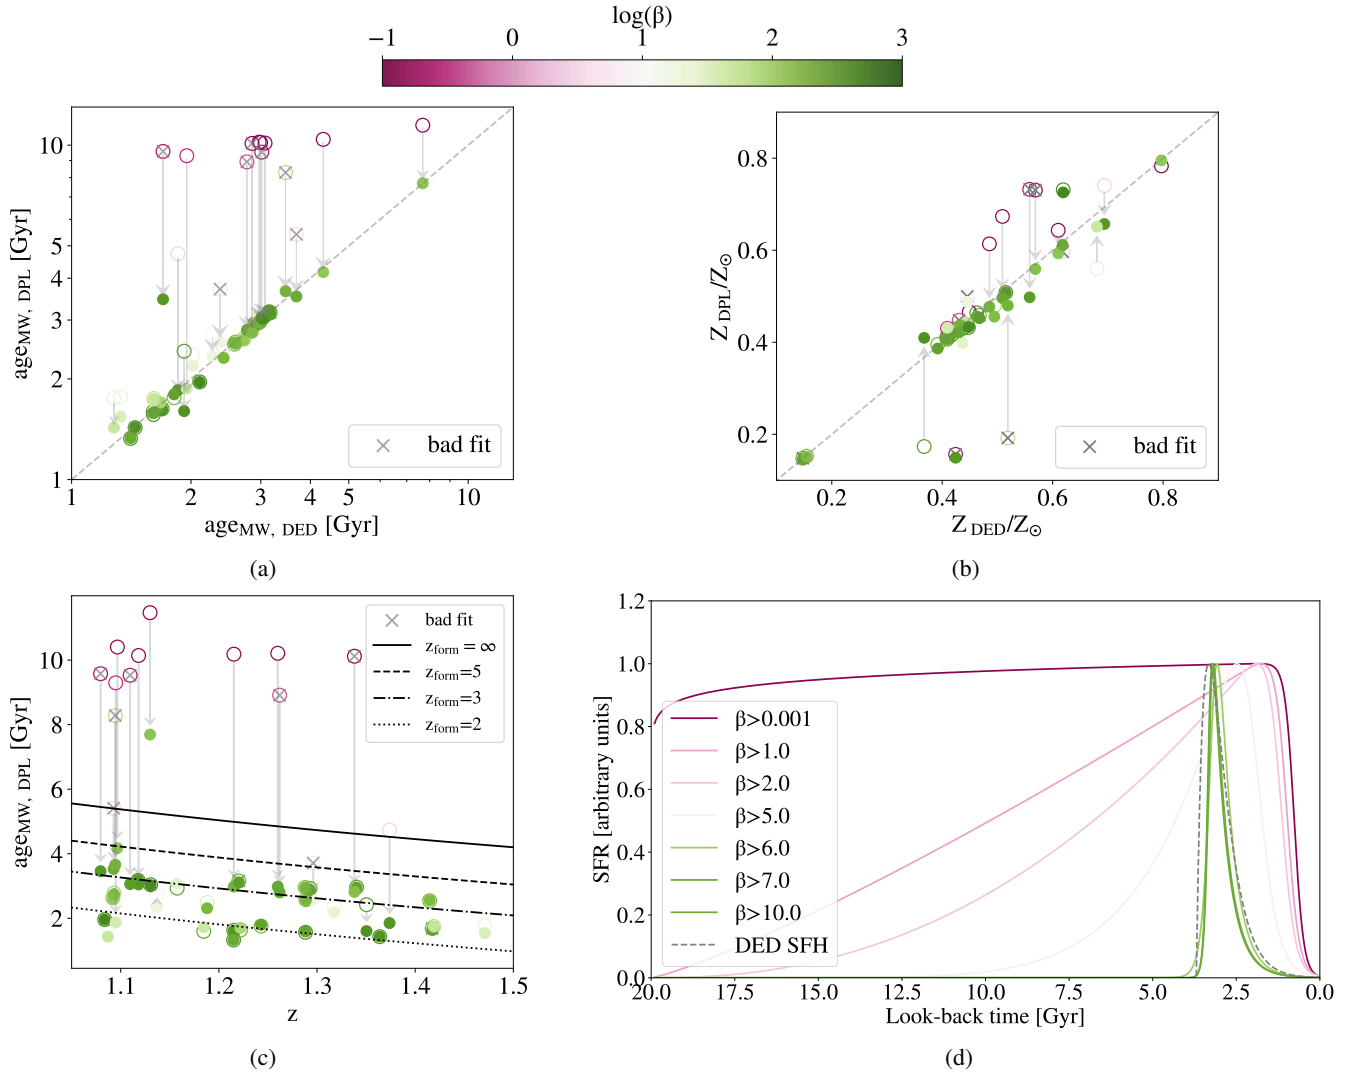 log(β)
−1 0 1 2 3
10
5
4
3
2
1
age_MW, DPL [Gyr]
bad fit
1 2 3 4 5 10
age_MW, DED [Gyr]
(a)
0.8
0.6
0.4
0.2
Z_DPL/Z_⊙
bad fit
0.2 0.4 0.6 0.8
Z_DED/Z_⊙
(b)
10
8
6
4
2
age_MW, DPL [Gyr]
bad fit
z_form = ∞
z_form=5
z_form=3
z_form=2
1.1 1.2 1.3 1.4 1.5
z
(c)
1.2
1.0
0.8
0.6
0.4
0.2
0.0
SFR [arbitrary units]
β>0.001
β>1.0
β>2.0
β>5.0
β>6.0
β>7.0
β>10.0
DED SFH
20.0 17.5 15.0 12.5 10.0 7.5 5.0 2.5 0.0
Look-back time [Gyr]
(d)